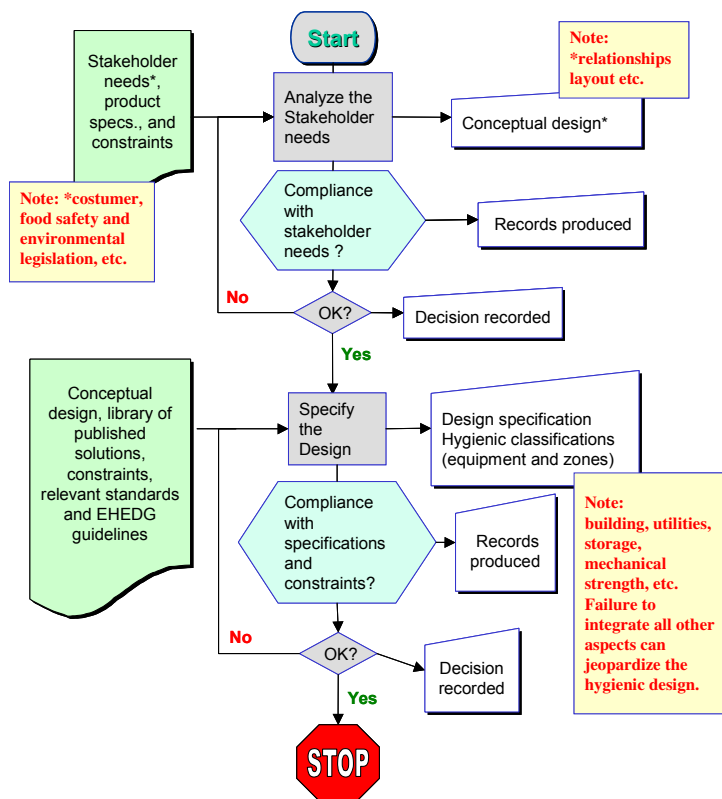 Start
Note:
*relationships
layout etc.
Stakeholder
needs*,
product
specs., and
constraints
Analyze the
Stakeholder
needs
Conceptual design*
Note: *costumer,
food safety and
environmental
legislation, etc.
Compliance
with
stakeholder
needs ?
Records produced
No
OK?
Decision recorded
Yes
Conceptual
design, library of
published
solutions,
constraints,
relevant standards
and EHEDG
guidelines
Specify
the
Design
Design specification
Hygienic classifications
(equipment and zones)
Compliance
with
specifications
and
constraints?
Records
produced
Note:
building, utilities,
storage,
mechanical
strength, etc.
Failure to
integrate all other
aspects can
jeopardize the
hygienic design.
No
OK?
Decision
recorded
Yes
STOP